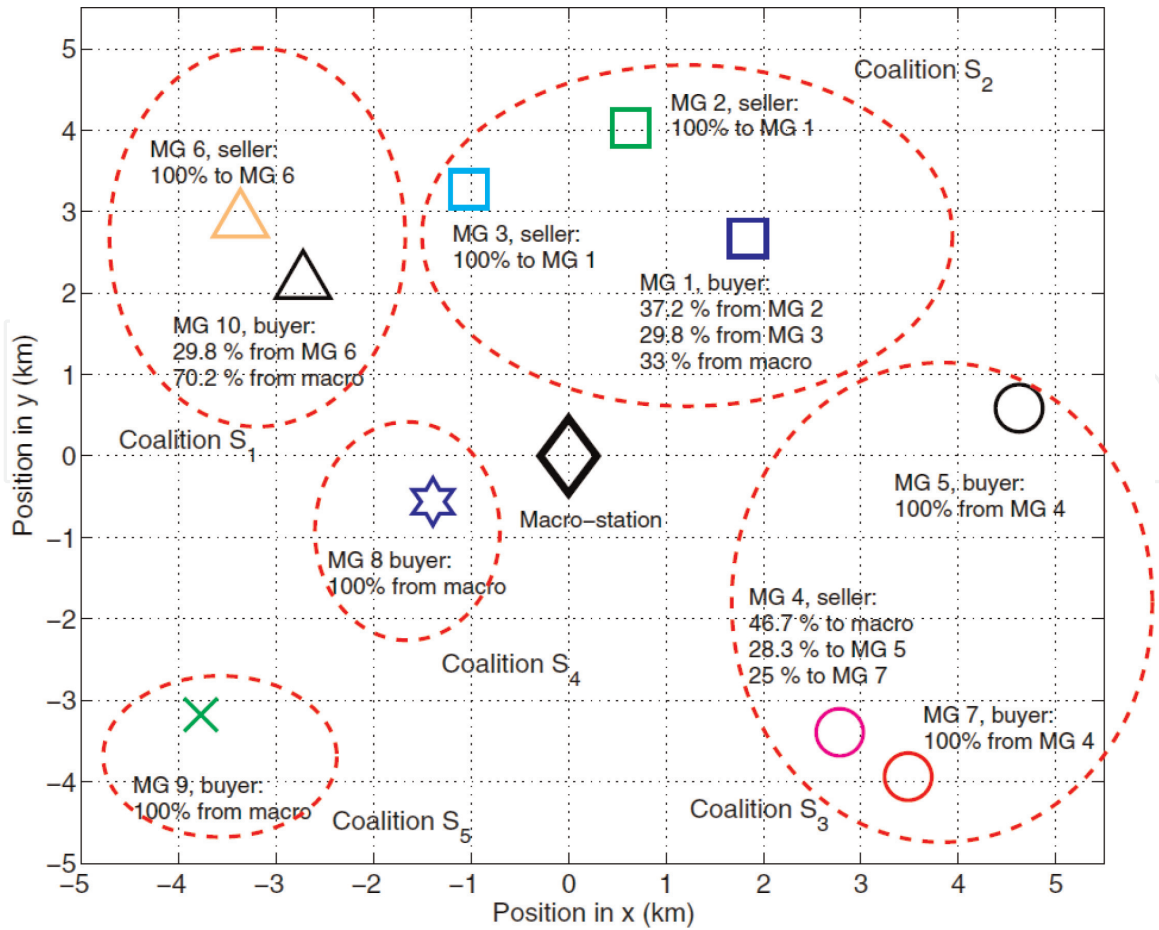 Coalition S2
MG 2, seller:
100% to MG 1
MG 6, seller:
100% to MG 6
MG 3, seller:
100% to MG 1
MG 1, buyer:
37.2 % from MG 2
29.8 % from MG 3
33 % from macro
MG 10, buyer:
29.8 % from MG 6
70.2 % from macro
Coalition S1
Macro-station
MG 5, buyer:
100% from MG 4
MG 8 buyer:
100% from macro
MG 4, seller:
46.7 % to macro
28.3 % to MG 5
25 % to MG 7
Coalition S4
MG 7, buyer:
100% from MG 4
MG 9, buyer:
100% from macro
Coalition S5
Coalition S3
5
4
3
2
1
0
−1
−2
−3
−4
−5
Position in y (km)
−5 −4 −3 −2 −1 0 1 2 3 4 5
Position in x (km)